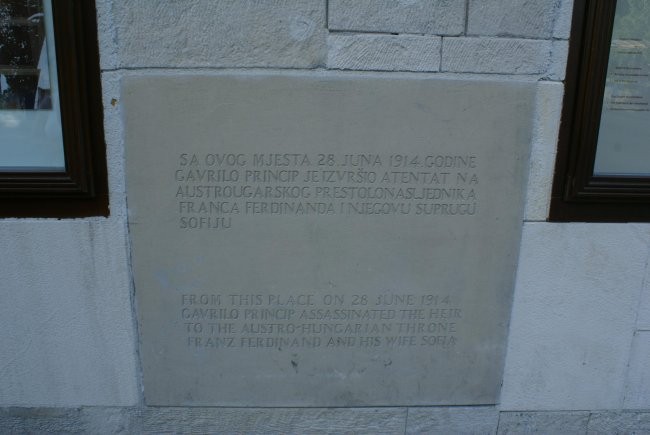 SA OVOG MJESTA 28. JUNA 1914. GODINE
GAVRILO PRINCIP JE IZVRŠIO ATENTAT NA
AUSTROUGARSKOG PRESTOLONASLJEDNIKA
FRANCA FERDINANDA I NJEGOVU SUPRUGU
SOFIJU
FROM THIS PLACE ON 28 JUNE 1914
GAVRILO PRINCIP ASSASSINATED THE HEIR
TO THE AUSTRO-HUNGARIAN THRONE
FRANZ FERDINAND AND HIS WIFE SOFIA